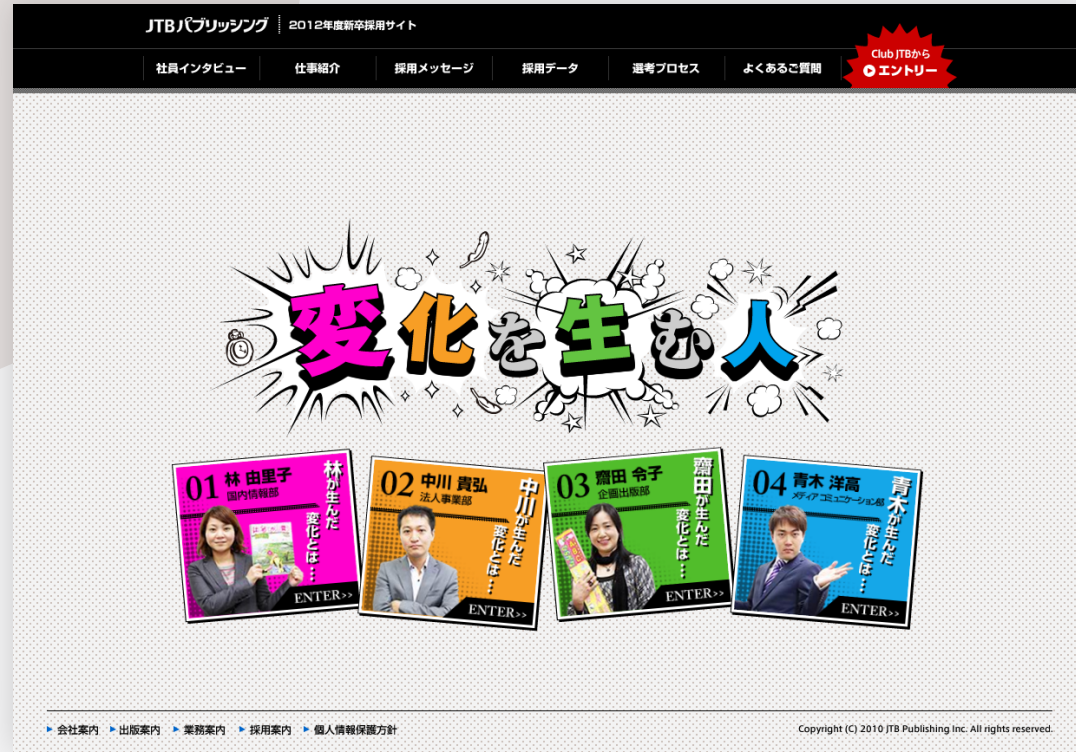 JTBパブリッシング 2012年度新卒採用サイト
社員インタビュー 仕事紹介 採用メッセージ 採用データ 選考プロセス よくあるご質問
Club JTBから
エントリー
変化を生む人
01 林 由里子
国内情報部
林が生んだ
変化とは…
ENTER>>
02 中川 貴弘
法人事業部
中川が生んだ
変化とは…
ENTER>>
03 齋田 令子
企画出版部
齋田が生んだ
変化とは…
ENTER>>
04 青木 洋高
メディア コミュニケーション部
青木が生んだ
変化とは…
ENTER>>
会社案内 出版案内 業務案内 採用案内 個人情報保護方針
Copyright (C) 2010 JTB Publishing Inc. All rights reserved.